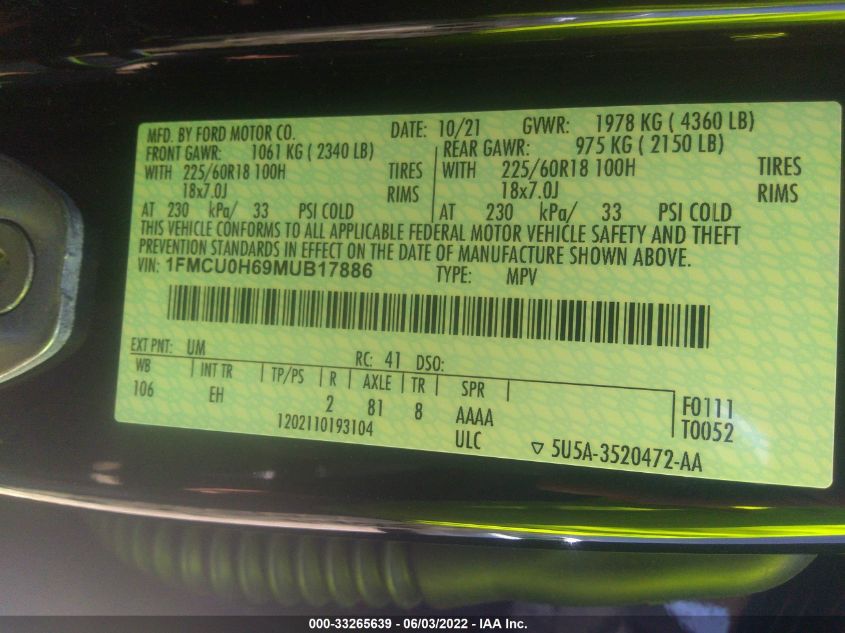 MFD. BY FORD MOTOR CO. DATE: 10/21 GVWR: 1978 KG ( 4360 LB)
FRONT GAWR: 1061 KG ( 2340 LB) REAR GAWR: 975 KG ( 2150 LB)
WITH 225/60R18 100H TIRES WITH 225/60R18 100H TIRES
18x7.0J RIMS 18x7.0J RIMS
AT 230 kPa/ 33 PSI COLD AT 230 kPa/ 33 PSI COLD
THIS VEHICLE CONFORMS TO ALL APPLICABLE FEDERAL MOTOR VEHICLE SAFETY AND THEFT
PREVENTION STANDARDS IN EFFECT ON THE DATE OF MANUFACTURE SHOWN ABOVE.
VIN: 1FMCU0H69MUB17886 TYPE: MPV
EXT PNT: UM RC: 41 DSO:
WB INT TR TP/PS R AXLE TR SPR
106 EH 2 81 8 AAAA F0111
1202110193104 ULC T0052
5U5A-3520472-AA
000-33265639 - 06/03/2022 - IAA Inc.